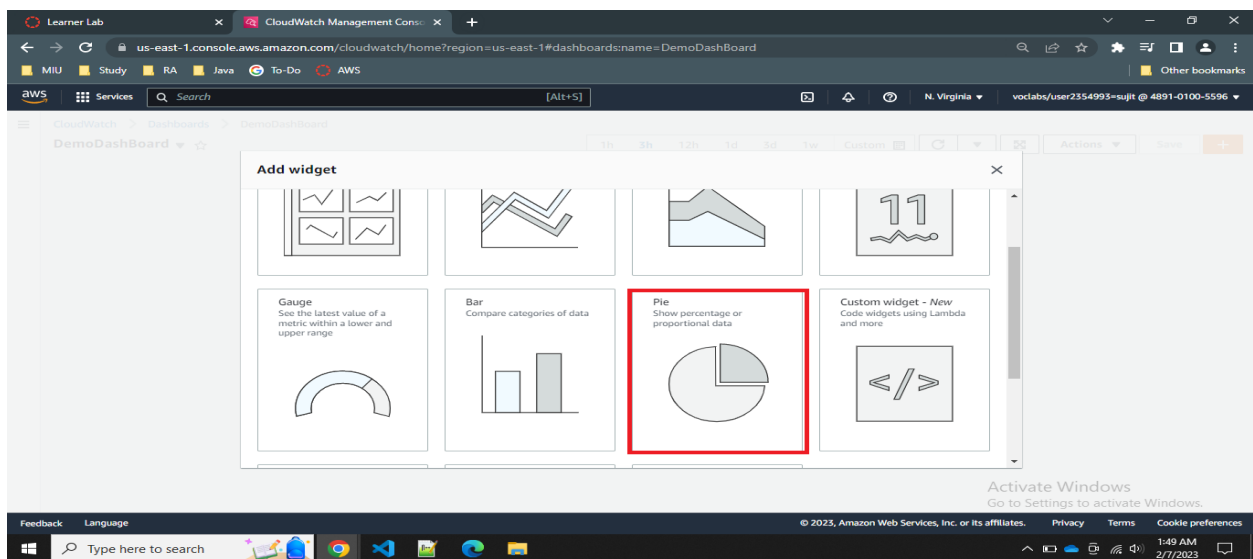 Learner Lab
CloudWatch Management Conso
us-east-1.console.aws.amazon.com/cloudwatch/home?region=us-east-1#dashboards:name=DemoDashBoard
MIU Study RA Java To-Do AWS Other bookmarks
aws Services Search [Alt+S] N. Virginia voclabs/user2354993=sujit @ 4891-0100-5596
CloudWatch > Dashboards > DemoDashBoard
DemoDashBoard 1h 3h 12h 1d 3d 1w Custom Actions Save
Add widget
11
Gauge
See the latest value of a
metric within a lower and
upper range
Bar
Compare categories of data
Pie
Show percentage or
proportional data
Custom widget - New
Code widgets using Lambda
and more
</>
Activate Windows
Go to Settings to activate Windows.
Feedback Language © 2023, Amazon Web Services, Inc. or its affiliates. Privacy Terms Cookie preferences
Type here to search
1:49 AM
2/7/2023